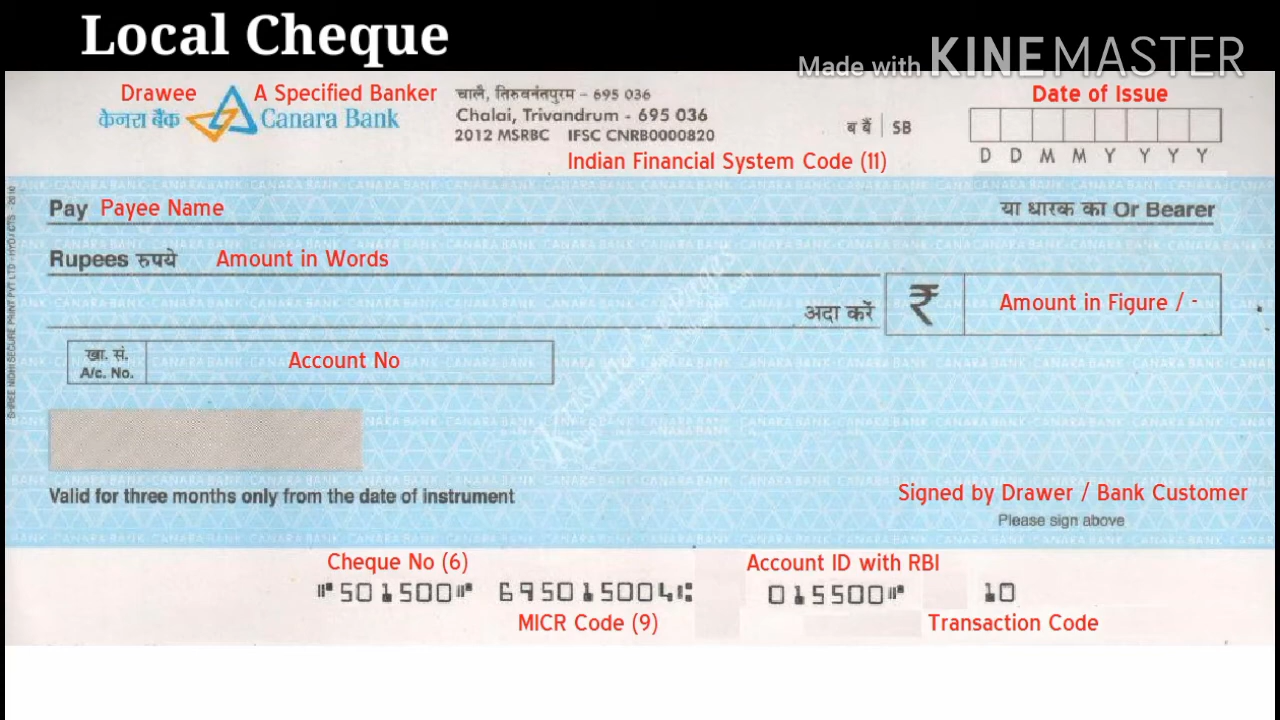 Local Cheque
Made with KINEMASTER
Drawee A Specified Banker
केनरा बैंक Canara Bank
चालै, तिरुवनंतपुरम - 695 036
Chalai, Trivandrum - 695 036
2012 MSRBC IFSC CNRB0000820
Indian Financial System Code (11)
ब बैं | SB
Date of Issue
D D M M Y Y Y Y
Pay Payee Name
या धारक का Or Bearer
Rupees रुपये Amount in Words
अदा करें
₹ Amount in Figure / -
खा. सं.
A/c. No.
Account No
Valid for three months only from the date of instrument
Signed by Drawer / Bank Customer
Please sign above
Cheque No (6)
Account ID with RBI
⑈501500⑈ 695015004⑆ 015500⑈ 10
MICR Code (9)
Transaction Code